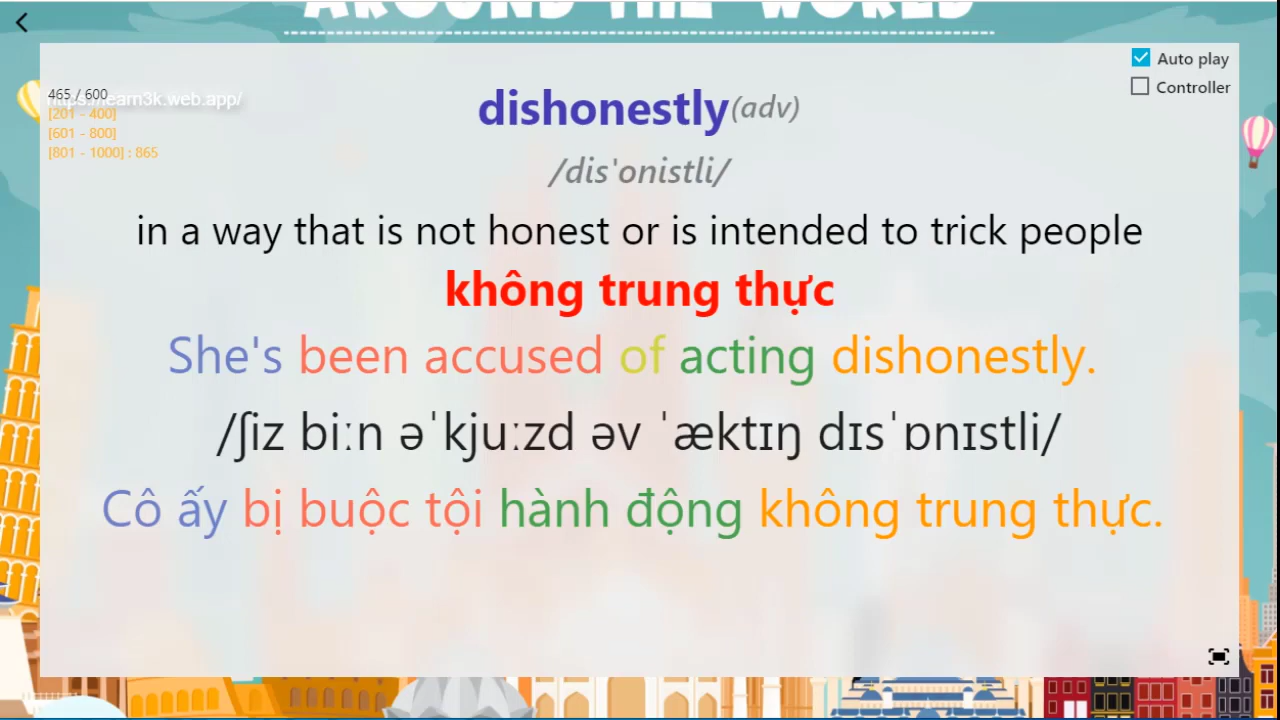 AROUND THE WORLD
Auto play
Controller
465 / 600
https://learn3k.web.app/
[201 - 400]
[601 - 800]
[801 - 1000] : 865
dishonestly(adv)
/dis'onistli/
in a way that is not honest or is intended to trick people
không trung thực
She's been accused of acting dishonestly.
/ʃiz biːn əˈkjuːzd əv ˈæktɪŋ dɪsˈɒnɪstli/
Cô ấy bị buộc tội hành động không trung thực.